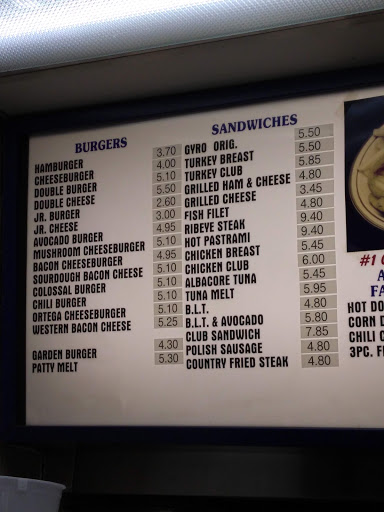 BURGERS
HAMBURGER 3.70
CHEESEBURGER 4.00
DOUBLE BURGER 5.10
DOUBLE CHEESE 5.50
JR. BURGER 2.60
JR. CHEESE 3.00
AVOCADO BURGER 4.95
MUSHROOM CHEESEBURGER 5.10
BACON CHEESEBURGER 4.95
SOURDOUGH BACON CHEESE 5.10
COLOSSAL BURGER 5.10
CHILI BURGER 5.10
ORTEGA CHEESEBURGER 5.10
WESTERN BACON CHEESE 5.25
GARDEN BURGER 4.30
PATTY MELT 5.30
SANDWICHES
GYRO ORIG. 5.50
TURKEY BREAST 5.50
TURKEY CLUB 5.85
GRILLED HAM & CHEESE 4.80
GRILLED CHEESE 3.45
FISH FILET 4.80
RIBEYE STEAK 9.40
HOT PASTRAMI 9.40
CHICKEN BREAST 5.45
CHICKEN CLUB 6.00
ALBACORE TUNA 5.45
TUNA MELT 5.95
B.L.T. 4.80
B.L.T. & AVOCADO 5.80
CLUB SANDWICH 7.85
POLISH SAUSAGE 4.80
COUNTRY FRIED STEAK 4.80
#1
HOT
CORN
CHILI
3PC.